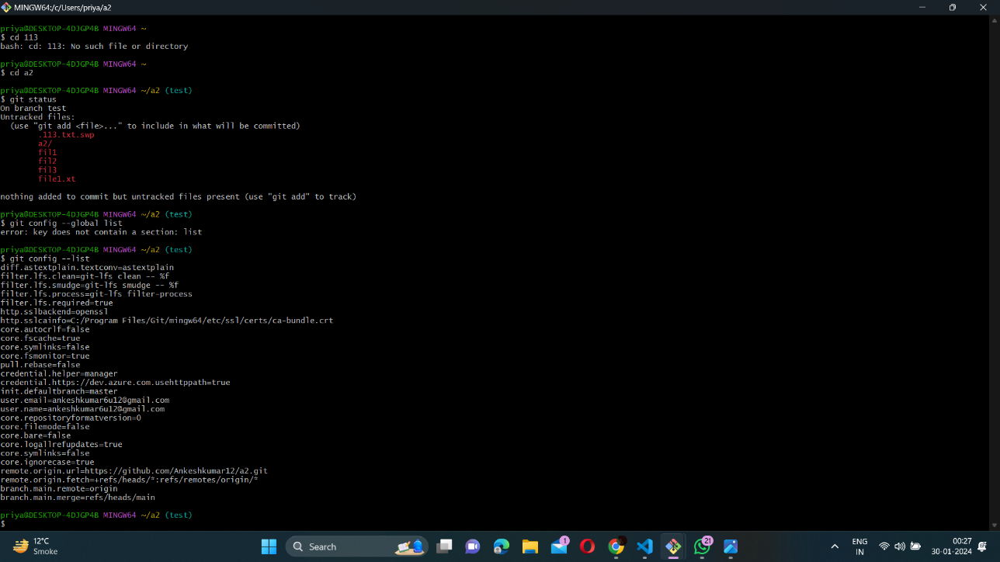 MINGW64:/c/Users/priya/a2
priya@DESKTOP-4DJGP4B MINGW64 ~
$ cd 113
bash: cd: 113: No such file or directory
priya@DESKTOP-4DJGP4B MINGW64 ~
$ cd a2
priya@DESKTOP-4DJGP4B MINGW64 ~/a2 (test)
$ git status
On branch test
Untracked files:
(use "git add <file>..." to include in what will be committed)
.113.txt.swp
a2/
fil1
fil2
fil3
file1.xt
nothing added to commit but untracked files present (use "git add" to track)
priya@DESKTOP-4DJGP4B MINGW64 ~/a2 (test)
$ git config --global list
error: key does not contain a section: list
priya@DESKTOP-4DJGP4B MINGW64 ~/a2 (test)
$ git config --list
diff.astextplain.textconv=astextplain
filter.lfs.clean=git-lfs clean -- %f
filter.lfs.smudge=git-lfs smudge -- %f
filter.lfs.process=git-lfs filter-process
filter.lfs.required=true
http.sslbackend=openssl
http.sslcainfo=C:/Program Files/Git/mingw64/etc/ssl/certs/ca-bundle.crt
core.autocrlf=false
core.fscache=true
core.symlinks=false
core.fsmonitor=true
pull.rebase=false
credential.helper=manager
credential.https://dev.azure.com.usehttppath=true
init.defaultbranch=master
user.email=ankeshkumar6u12@gmail.com
user.name=ankeshkumar6u12@gmail.com
core.repositoryformatversion=0
core.filemode=false
core.bare=false
core.logallrefupdates=true
core.symlinks=false
core.ignorecase=true
remote.origin.url=https://github.com/Ankeshkumar12/a2.git
remote.origin.fetch=+refs/heads/*:refs/remotes/origin/*
branch.main.remote=origin
branch.main.merge=refs/heads/main
priya@DESKTOP-4DJGP4B MINGW64 ~/a2 (test)
$
12°C
Smoke
Search
1
21
ENG
IN
00:27
30-01-2024